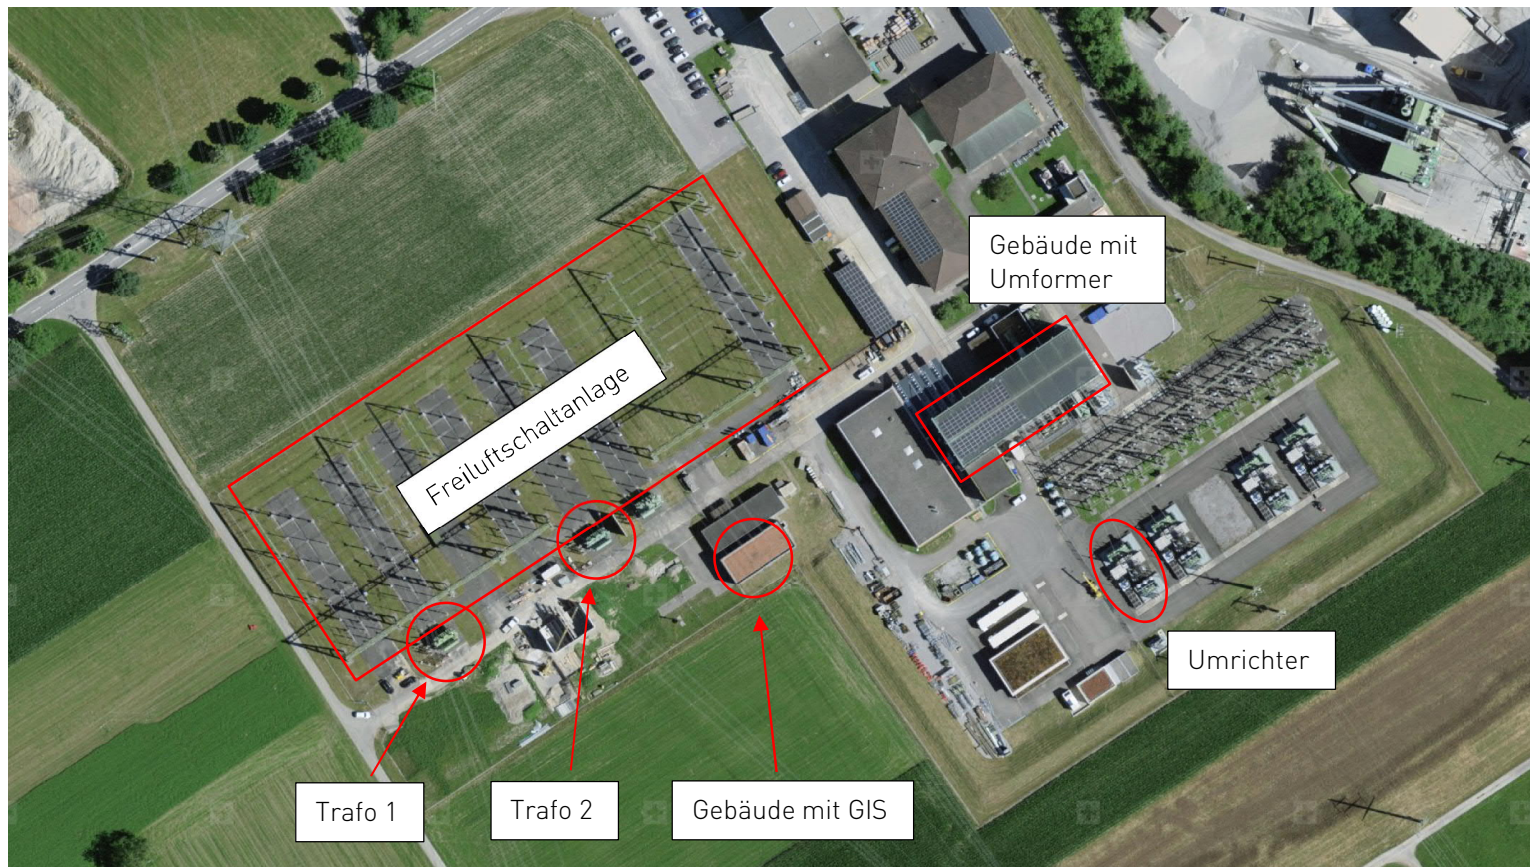 Gebäude mit
Umformer
Freiluftschaltanlage
Umrichter
Trafo 1
Trafo 2
Gebäude mit GIS